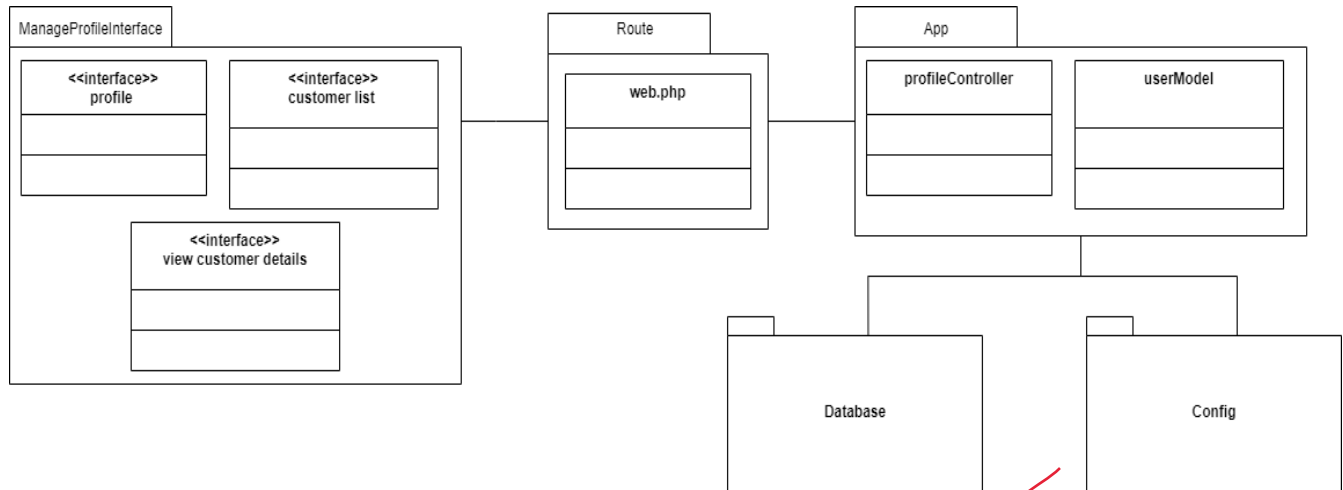 ManageProfileInterface
<<interface>>
profile
<<interface>>
customer list
<<interface>>
view customer details
Route
web.php
App
profileController
userModel
Database
Config